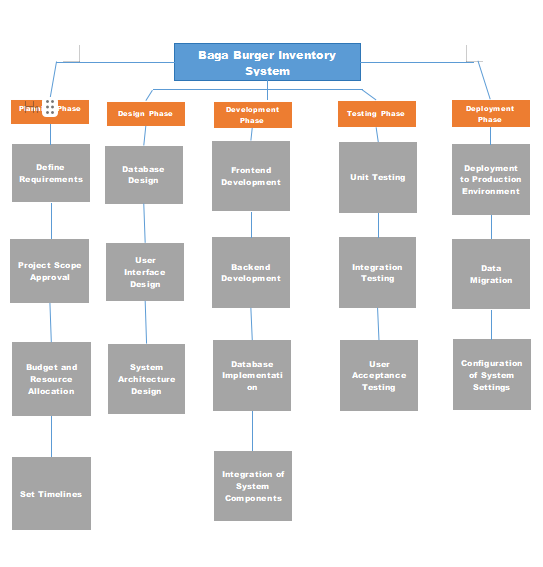 Baga Burger Inventory
System
Phase
Design Phase
Development
Phase
Testing Phase
Deployment
Phase
Define
Requirements
Project Scope
Approval
Budget and
Resource
Allocation
Set Timelines
Database
Design
User
Interface
Design
System
Architecture
Design
Frontend
Development
Backend
Development
Database
Implementati
on
Integration of
System
Components
Unit Testing
Integration
Testing
User
Acceptance
Testing
Deployment
to Production
Environment
Data
Migration
Configuration
of System
Settings